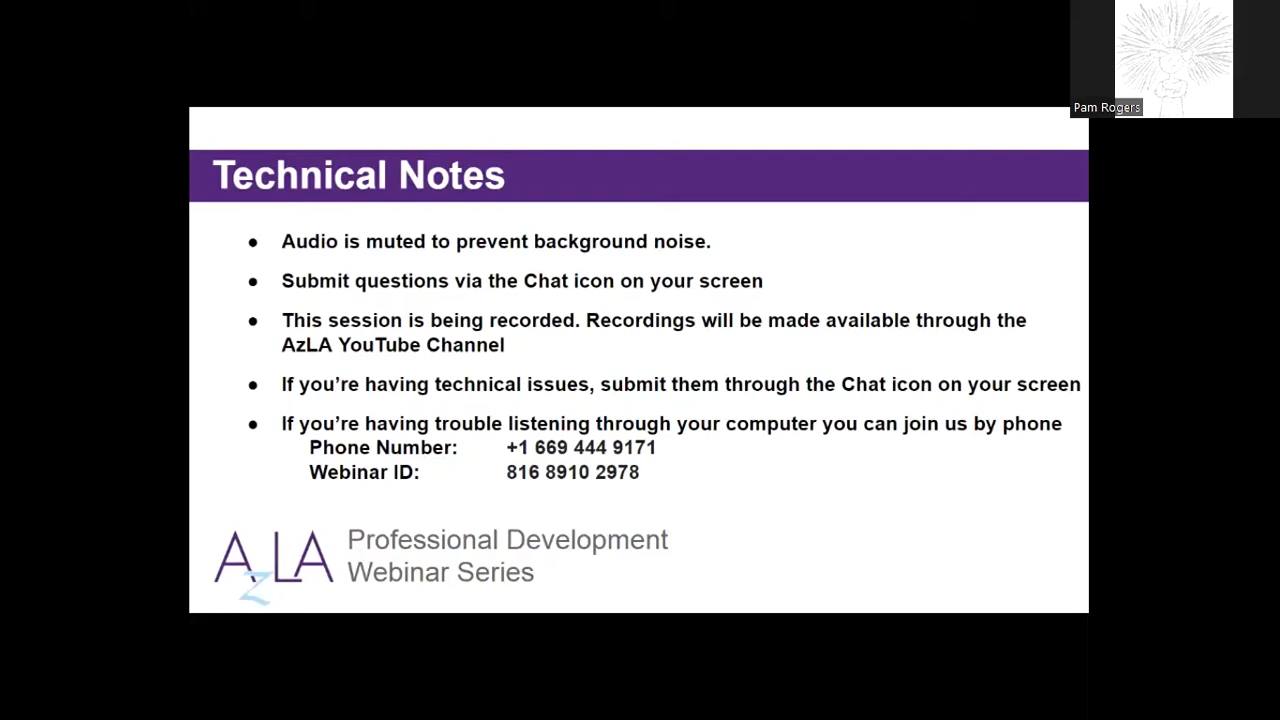 Pam Rogers
Technical Notes
● Audio is muted to prevent background noise.
● Submit questions via the Chat icon on your screen
● This session is being recorded. Recordings will be made available through the
AzLA YouTube Channel
● If you’re having technical issues, submit them through the Chat icon on your screen
● If you’re having trouble listening through your computer you can join us by phone
Phone Number: +1 669 444 9171
Webinar ID: 816 8910 2978
AzLA
Professional Development
Webinar Series